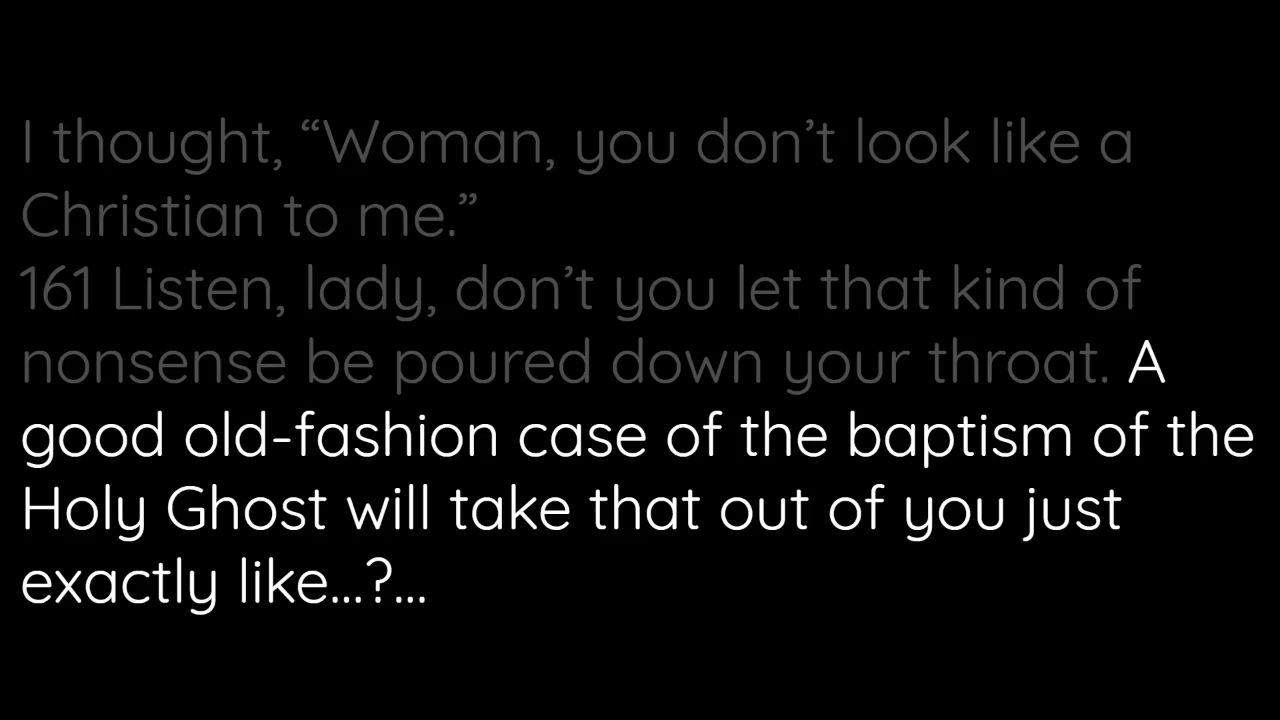 I thought, “Woman, you don’t look like a
Christian to me.”
161 Listen, lady, don’t you let that kind of
nonsense be poured down your throat. A
good old-fashion case of the baptism of the
Holy Ghost will take that out of you just
exactly like...?...